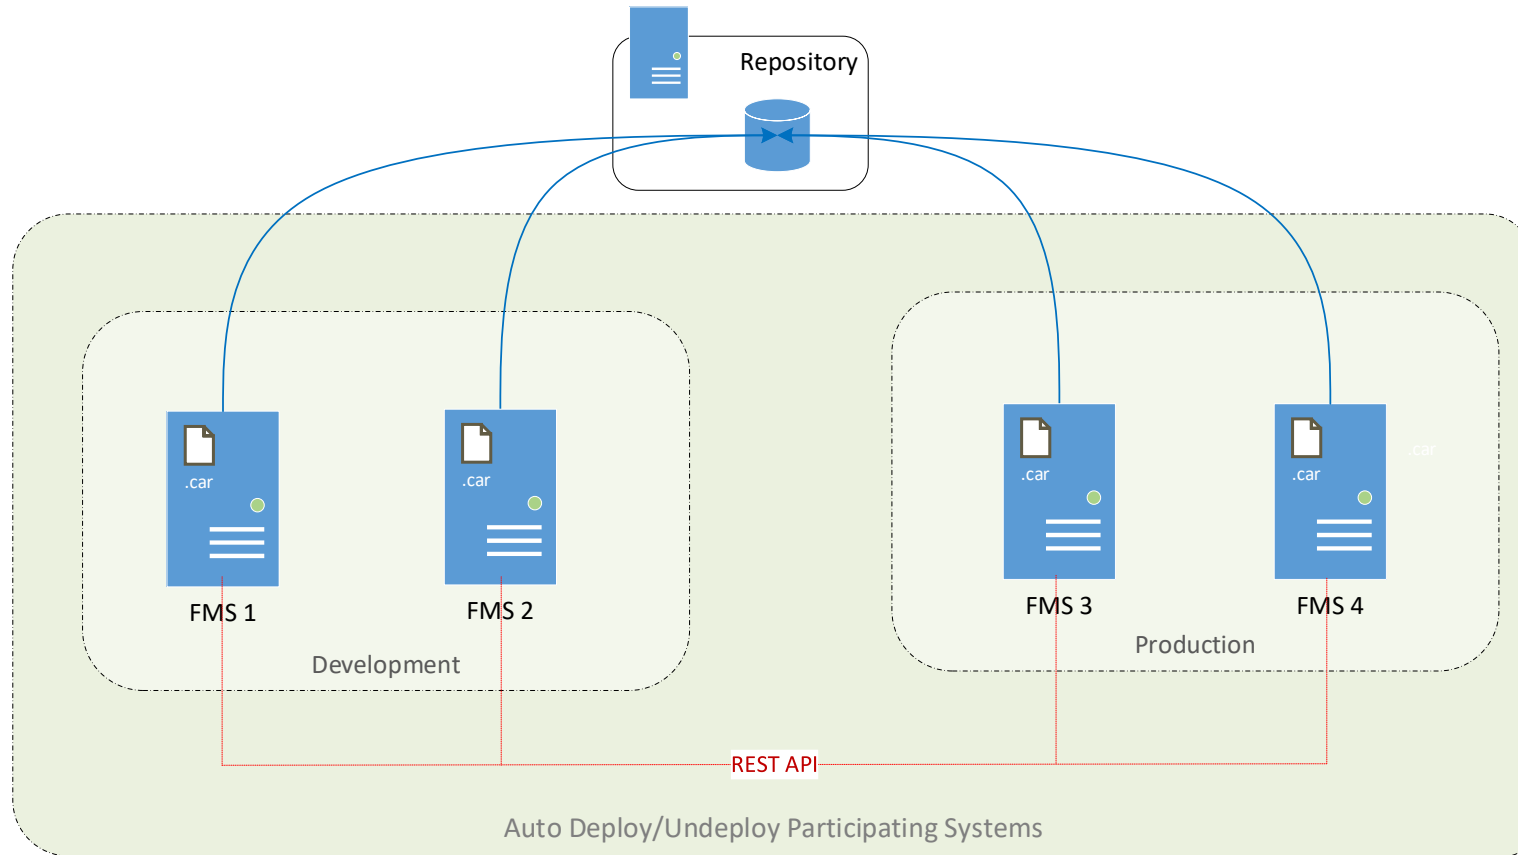 Repository
.car
.car
.car
.car
.car
FMS 1
FMS 2
FMS 3
FMS 4
Development
Production
REST API
Auto Deploy/Undeploy Participating Systems